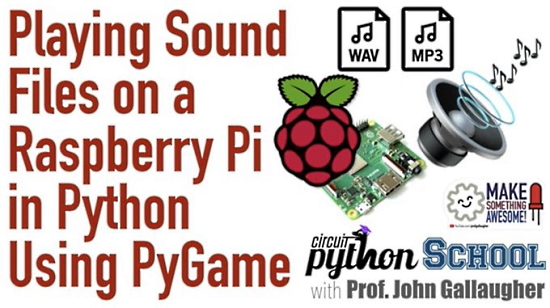 Playing Sound
Files on a
Raspberry Pi
in Python
Using PyGame
WAV
MP3
MAKE
SOMETHING
AWESOME!
circuit
python SCHOOL
with Prof. John Gallaugher